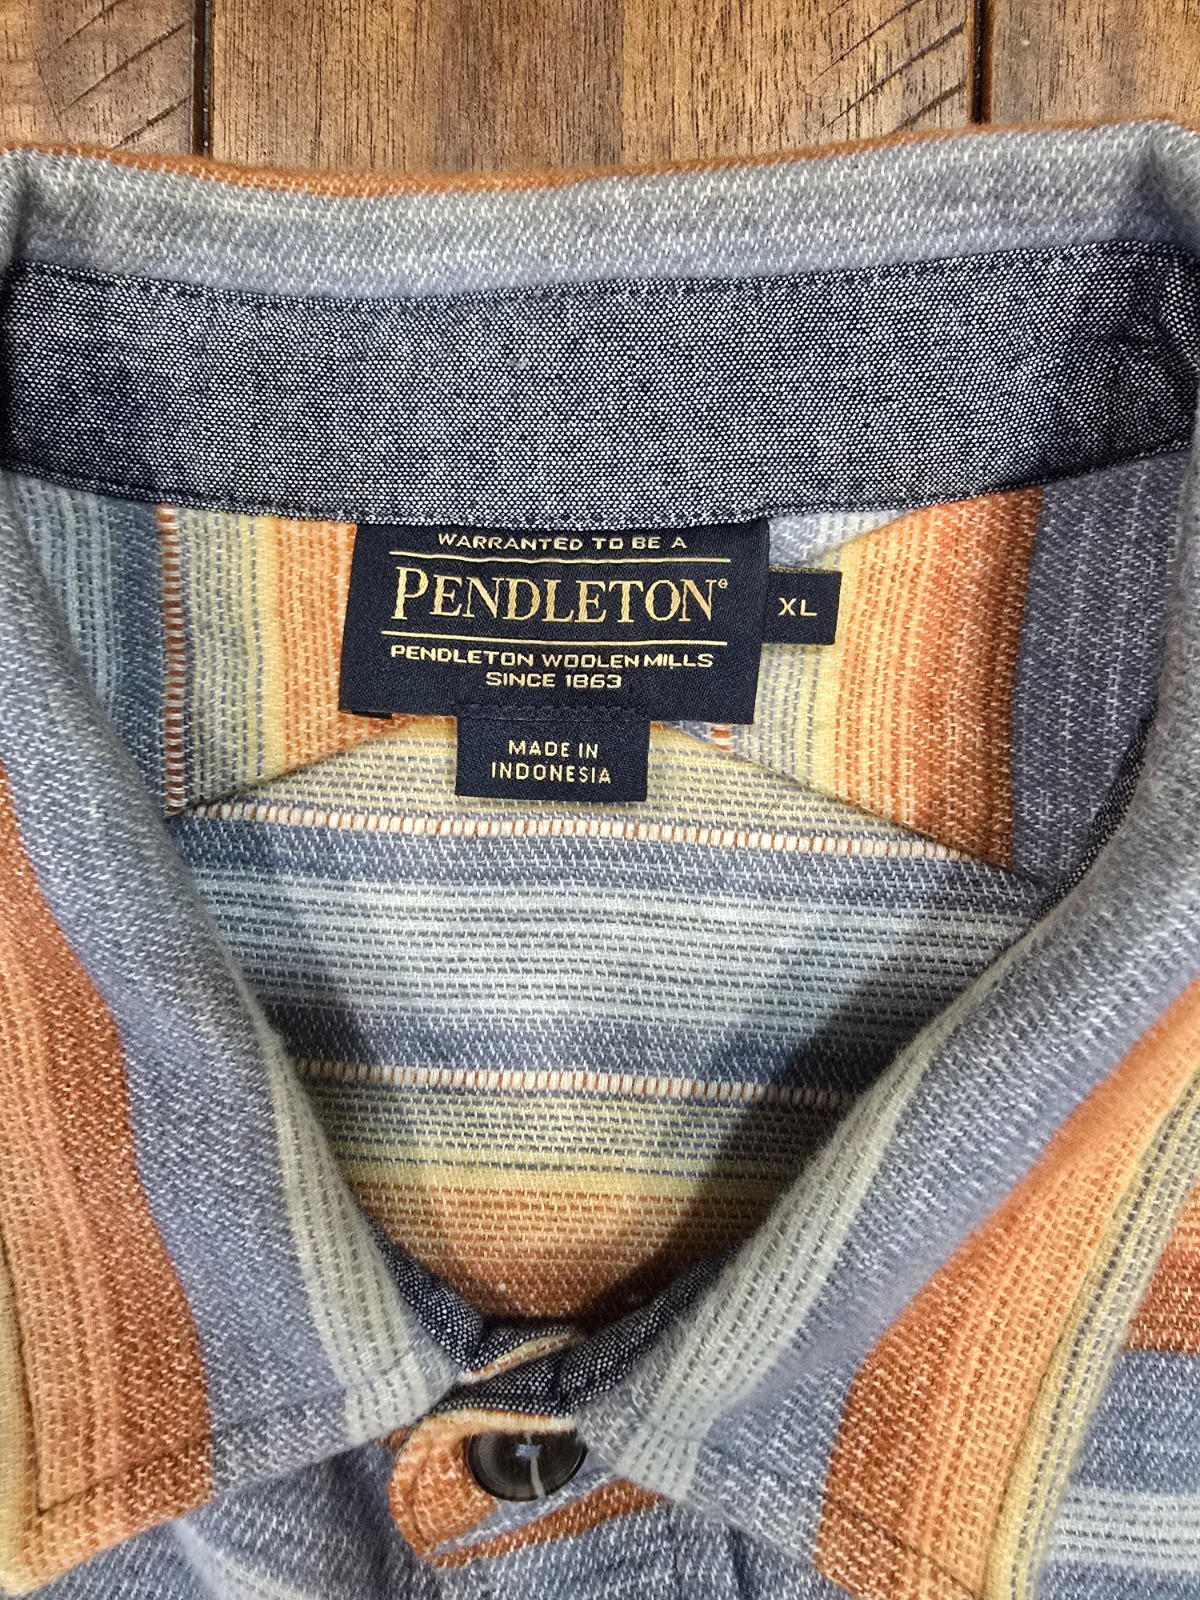 WARRANTED TO BE A
PENDLETON®
XL
PENDLETON WOOLEN MILLS
SINCE 1863
MADE IN
INDONESIA